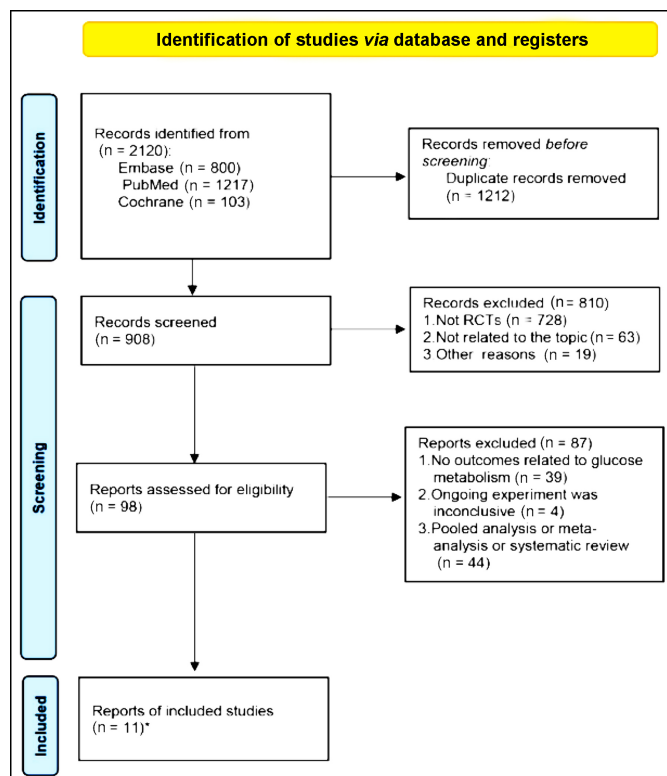 Identification of studies via database and registers
Identification
Records identified from
(n = 2120):
Embase (n = 800)
PubMed (n = 1217)
Cochrane (n = 103)
Records removed before
screening:
Duplicate records removed
(n = 1212)
Screening
Records screened
(n = 908)
Records excluded (n = 810)
1.Not RCTs (n = 728)
2.Not related to the topic (n = 63)
3 Other reasons (n = 19)
Reports assessed for eligibility
(n = 98)
Reports excluded (n = 87)
1.No outcomes related to glucose
metabolism (n = 39)
2.Ongoing experiment was
inconclusive (n = 4)
3.Pooled analysis or meta-
analysis or systematic review
(n = 44)
Included
Reports of included studies
(n = 11)*